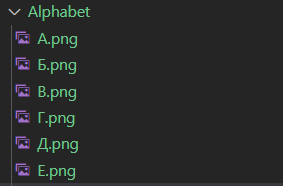 Alphabet
А.png
Б.png
В.png
Г.png
Д.png
Е.png